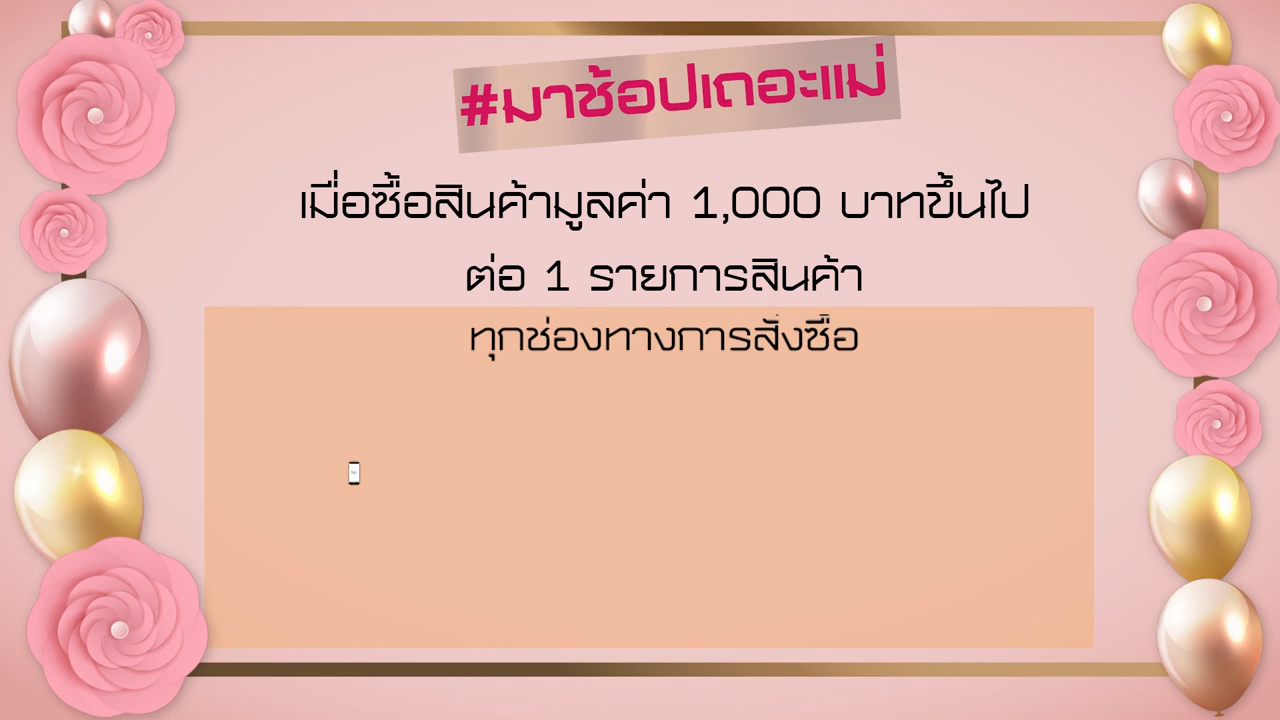 #มาช้อปเถอะแม่
เมื่อซื้อสินค้ามูลค่า 1,000 บาทขึ้นไป
ต่อ 1 รายการสินค้า
ทุกช่องทางการสั่งซื้อ